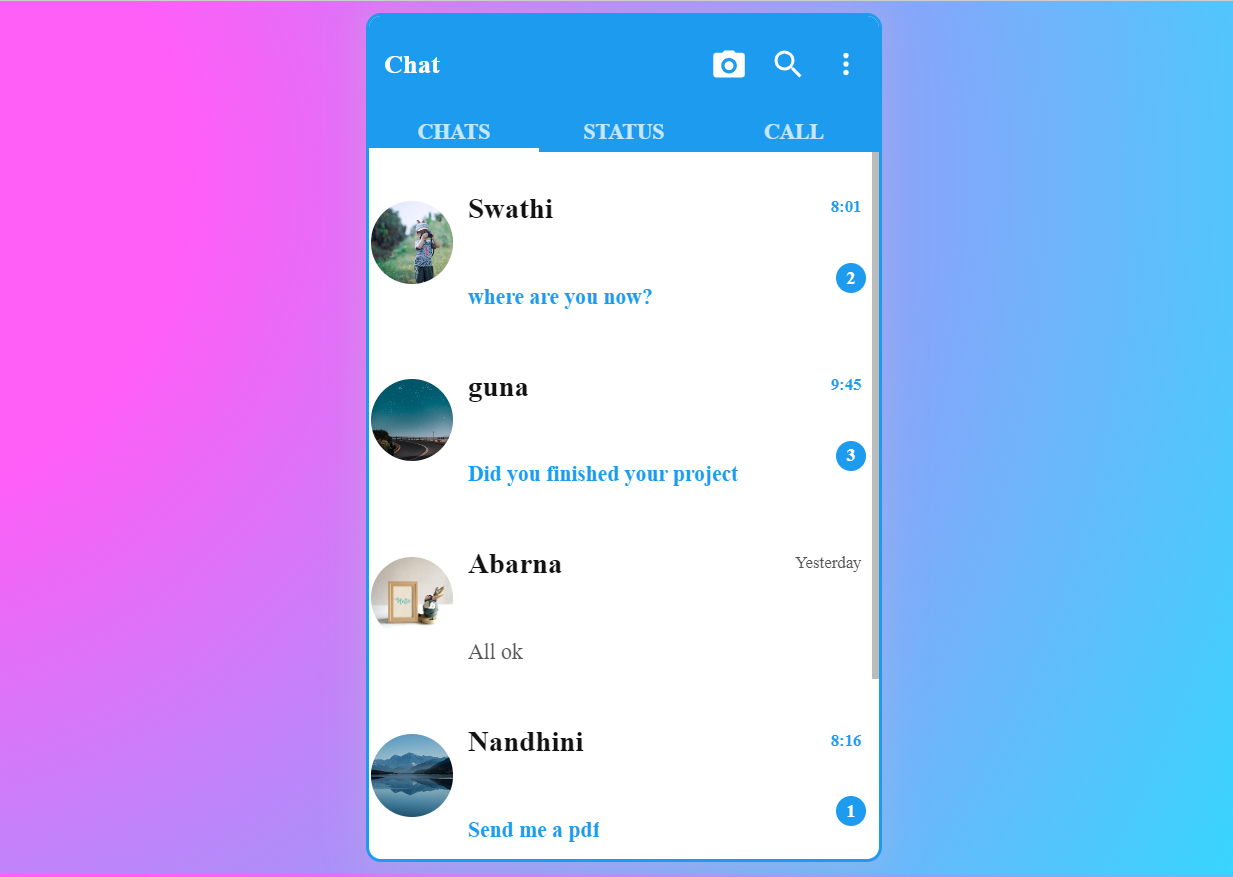 Chat
CHATS STATUS CALL
Swathi 8:01
2
where are you now?
guna 9:45
3
Did you finished your project
Abarna Yesterday
All ok
Nandhini 8:16
1
Send me a pdf